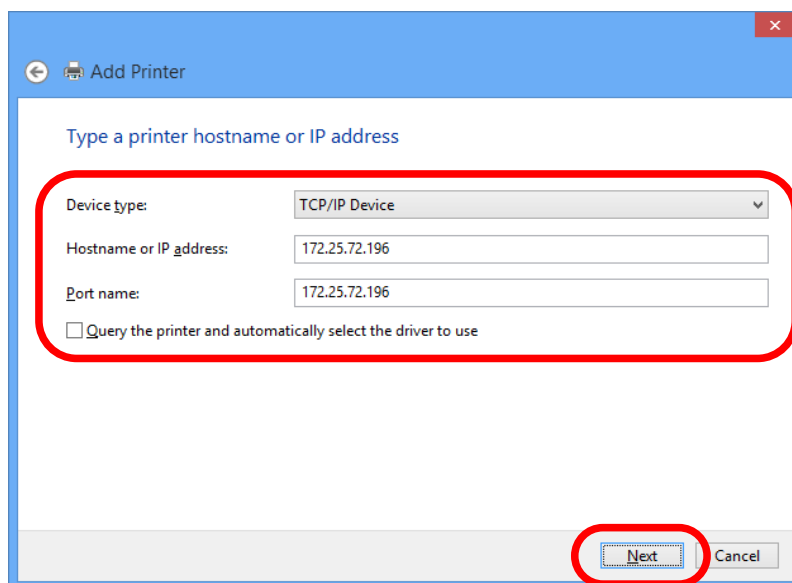 Add Printer
Type a printer hostname or IP address
Device type: TCP/IP Device
Hostname or IP address: 172.25.72.196
Port name: 172.25.72.196
Query the printer and automatically select the driver to use
Next Cancel